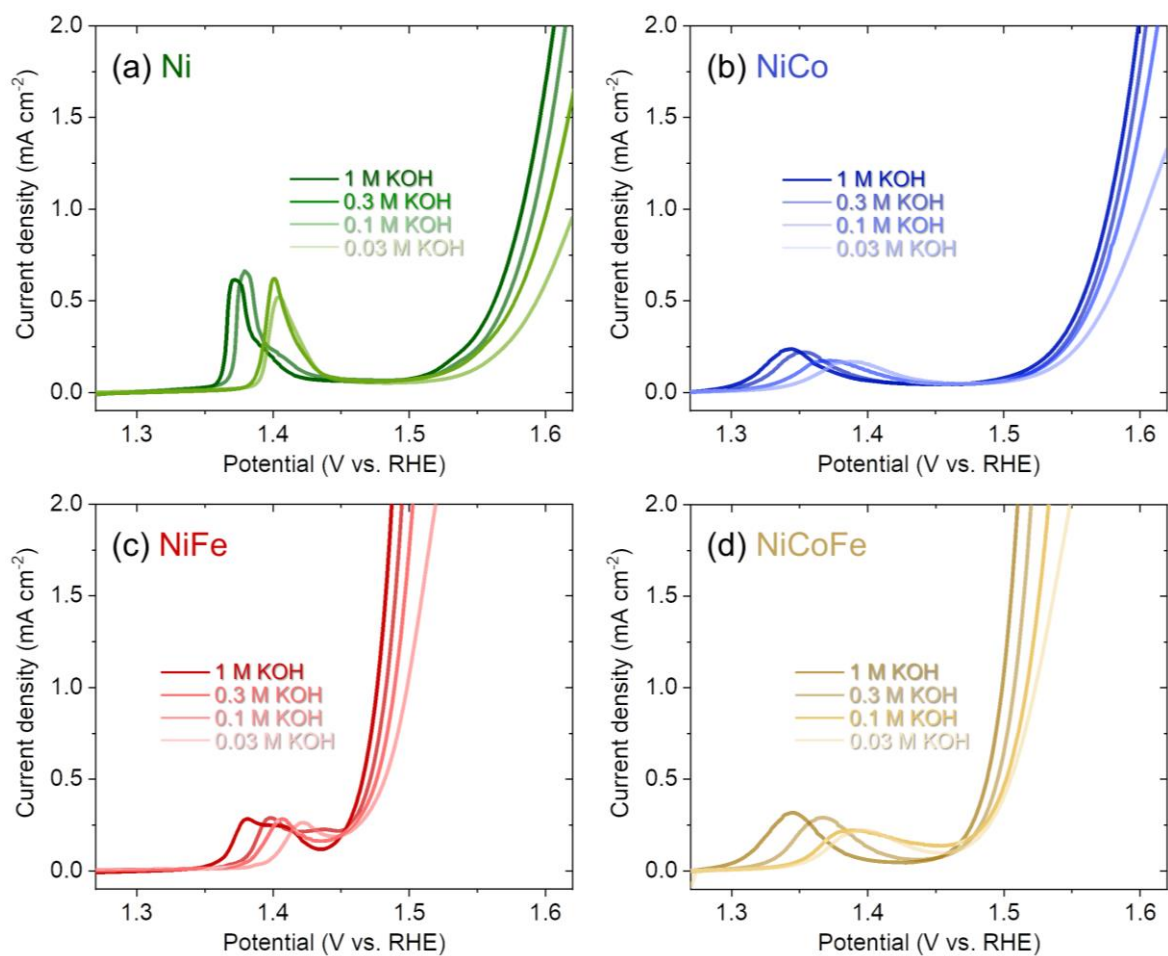 (a) Ni
Current density (mA cm⁻²)
2.0
1.5
1.0
0.5
0.0
1 M KOH
0.3 M KOH
0.1 M KOH
0.03 M KOH
1.3 1.4 1.5 1.6
Potential (V vs. RHE)
(b) NiCo
Current density (mA cm⁻²)
2.0
1.5
1.0
0.5
0.0
1 M KOH
0.3 M KOH
0.1 M KOH
0.03 M KOH
1.3 1.4 1.5 1.6
Potential (V vs. RHE)
(c) NiFe
Current density (mA cm⁻²)
2.0
1.5
1.0
0.5
0.0
1 M KOH
0.3 M KOH
0.1 M KOH
0.03 M KOH
1.3 1.4 1.5 1.6
Potential (V vs. RHE)
(d) NiCoFe
Current density (mA cm⁻²)
2.0
1.5
1.0
0.5
0.0
1 M KOH
0.3 M KOH
0.1 M KOH
0.03 M KOH
1.3 1.4 1.5 1.6
Potential (V vs. RHE)